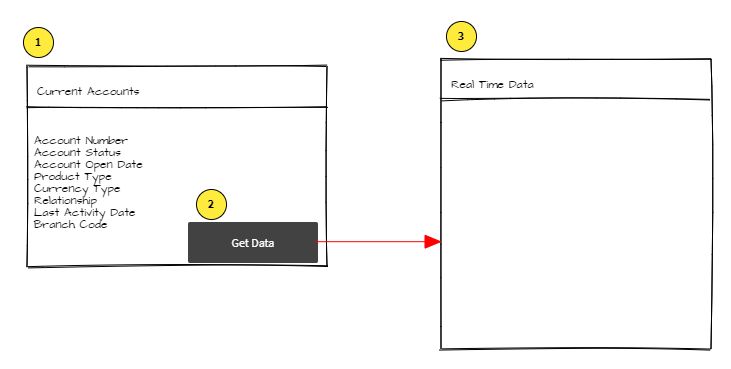 1
Current Accounts
Account Number
Account Status
Account Open Date
Product Type
Currency Type
Relationship
Last Activity Date
Branch Code
2
Get Data
3
Real Time Data